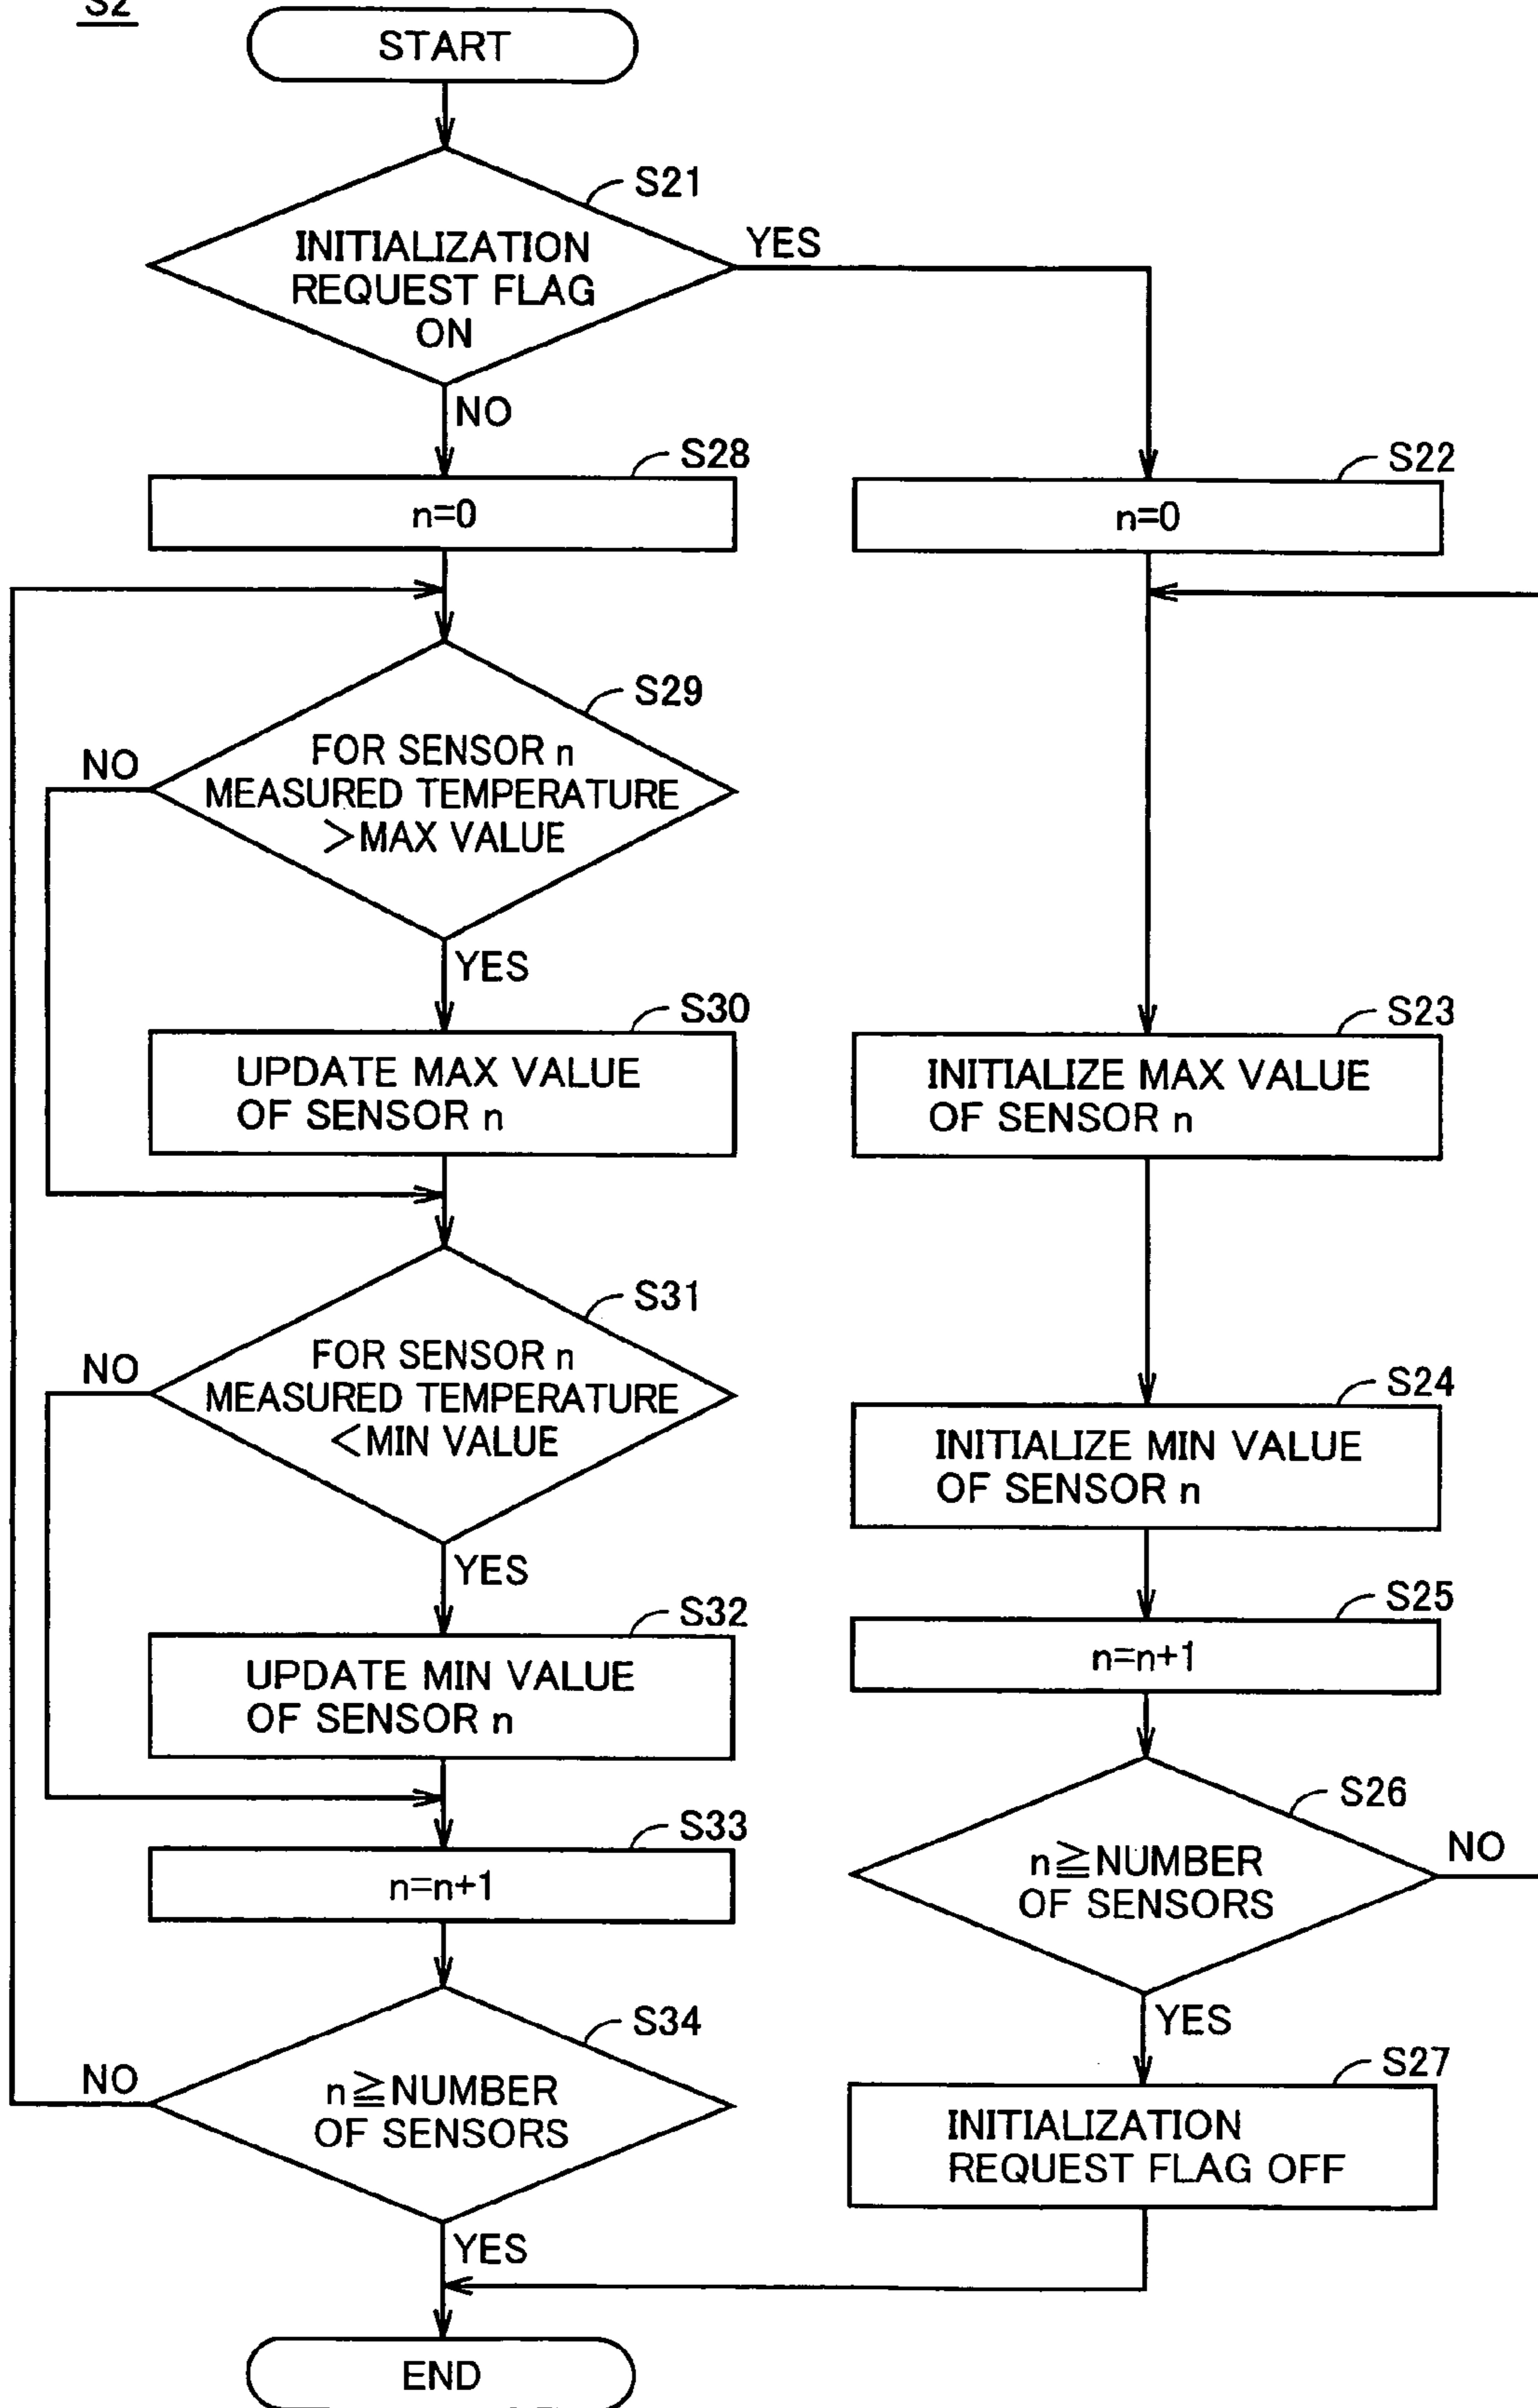 S2
START
S21
INITIALIZATION
REQUEST FLAG
ON
YES
NO
S28
n=0
S22
n=0
S29
FOR SENSOR n
MEASURED TEMPERATURE
>MAX VALUE
NO
YES
S30
UPDATE MAX VALUE
OF SENSOR n
S23
INITIALIZE MAX VALUE
OF SENSOR n
S31
FOR SENSOR n
MEASURED TEMPERATURE
<MIN VALUE
NO
YES
S24
INITIALIZE MIN VALUE
OF SENSOR n
S32
UPDATE MIN VALUE
OF SENSOR n
S25
n=n+1
S33
n=n+1
S26
n≧NUMBER
OF SENSORS
NO
YES
S34
n≧NUMBER
OF SENSORS
NO
YES
S27
INITIALIZATION
REQUEST FLAG OFF
END